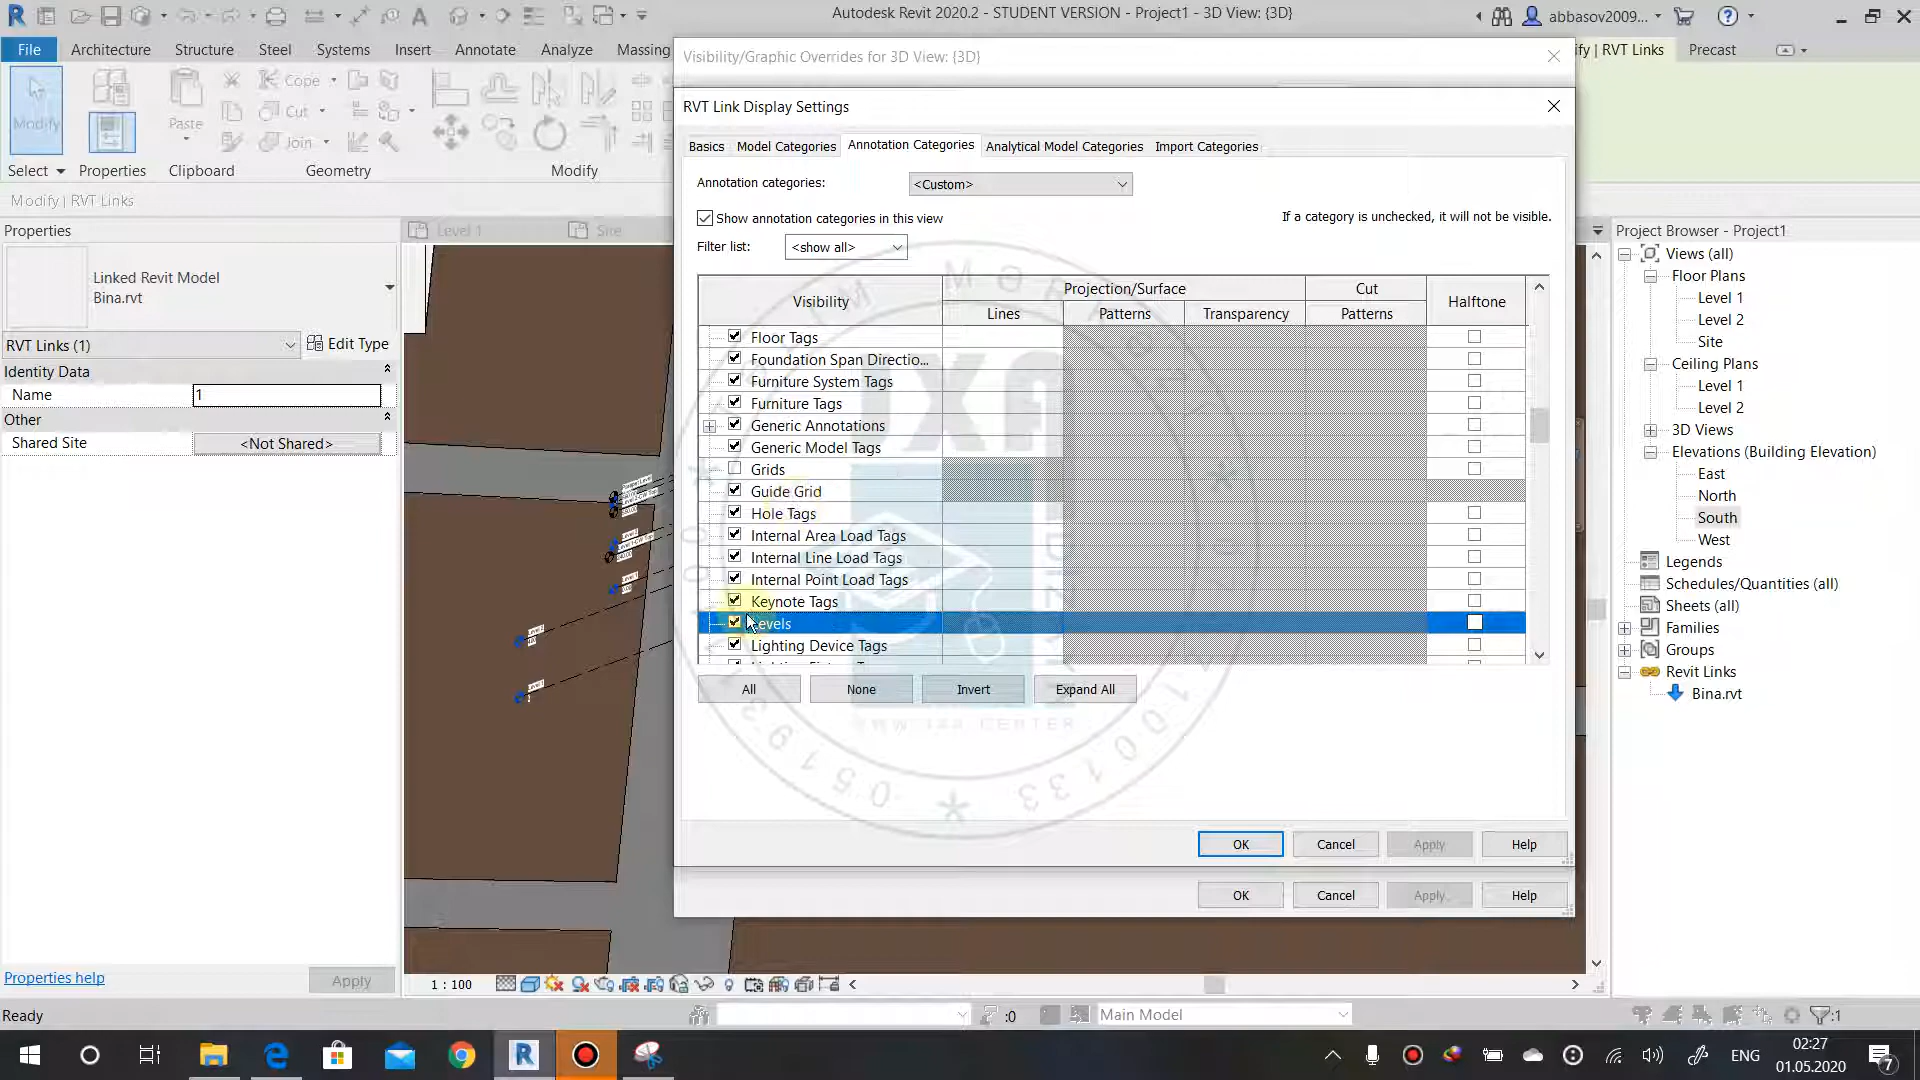 Autodesk Revit 2020.2 - STUDENT VERSION - Project1 - 3D View: {3D}
abbasov2009...
File
Architecture
Structure
Steel
Systems
Insert
Annotate
Analyze
Massing
fy | RVT Links
Precast
Modify
Paste
Cope
Cut
Join
Select
Properties
Clipboard
Geometry
Modify
Modify | RVT Links
Properties
Linked Revit Model
Bina.rvt
RVT Links (1)
Edit Type
Identity Data
Name
1
Other
Shared Site
<Not Shared>
Properties help
Apply
Level 1
Site
Visibility/Graphic Overrides for 3D View: {3D}
RVT Link Display Settings
Basics
Model Categories
Annotation Categories
Analytical Model Categories
Import Categories
Annotation categories:
<Custom>
Show annotation categories in this view
If a category is unchecked, it will not be visible.
Filter list:
<show all>
Visibility
Projection/Surface
Cut
Halftone
Lines
Patterns
Transparency
Patterns
Floor Tags
Foundation Span Directio...
Furniture System Tags
Furniture Tags
Generic Annotations
Generic Model Tags
Grids
Guide Grid
Hole Tags
Internal Area Load Tags
Internal Line Load Tags
Internal Point Load Tags
Keynote Tags
Levels
Lighting Device Tags
All
None
Invert
Expand All
OK
Cancel
Apply
Help
OK
Cancel
Apply
Help
Project Browser - Project1
Views (all)
Floor Plans
Level 1
Level 2
Site
Ceiling Plans
Level 1
Level 2
3D Views
Elevations (Building Elevation)
East
North
South
West
Legends
Schedules/Quantities (all)
Sheets (all)
Families
Groups
Revit Links
Bina.rvt
1 : 100
Ready
:0
Main Model
:1
ENG
02:27
01.05.2020
7